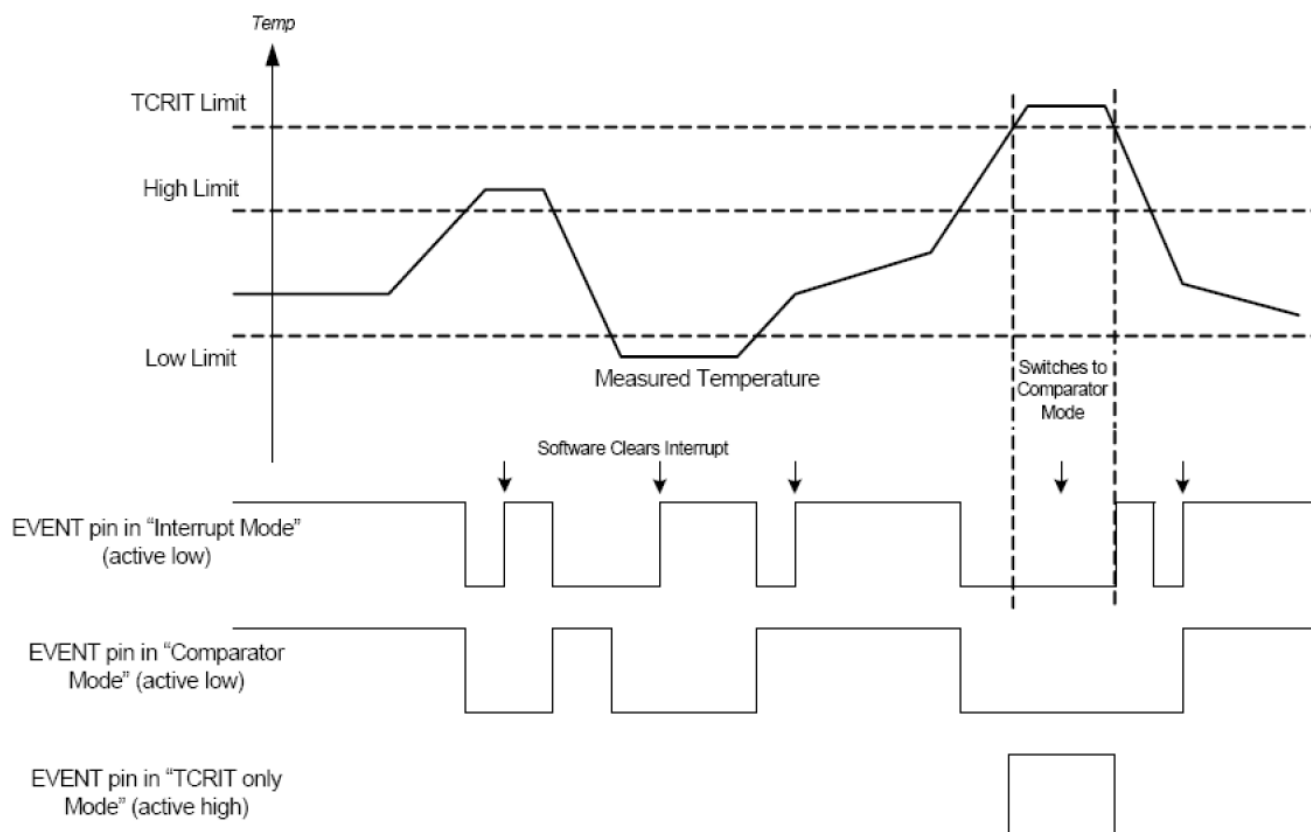 Temp
TCRIT Limit
High Limit
Low Limit
Measured Temperature
Switches to
Comparator
Mode
Software Clears Interrupt
EVENT pin in “Interrupt Mode”
(active low)
EVENT pin in “Comparator
Mode” (active low)
EVENT pin in “TCRIT only
Mode” (active high)